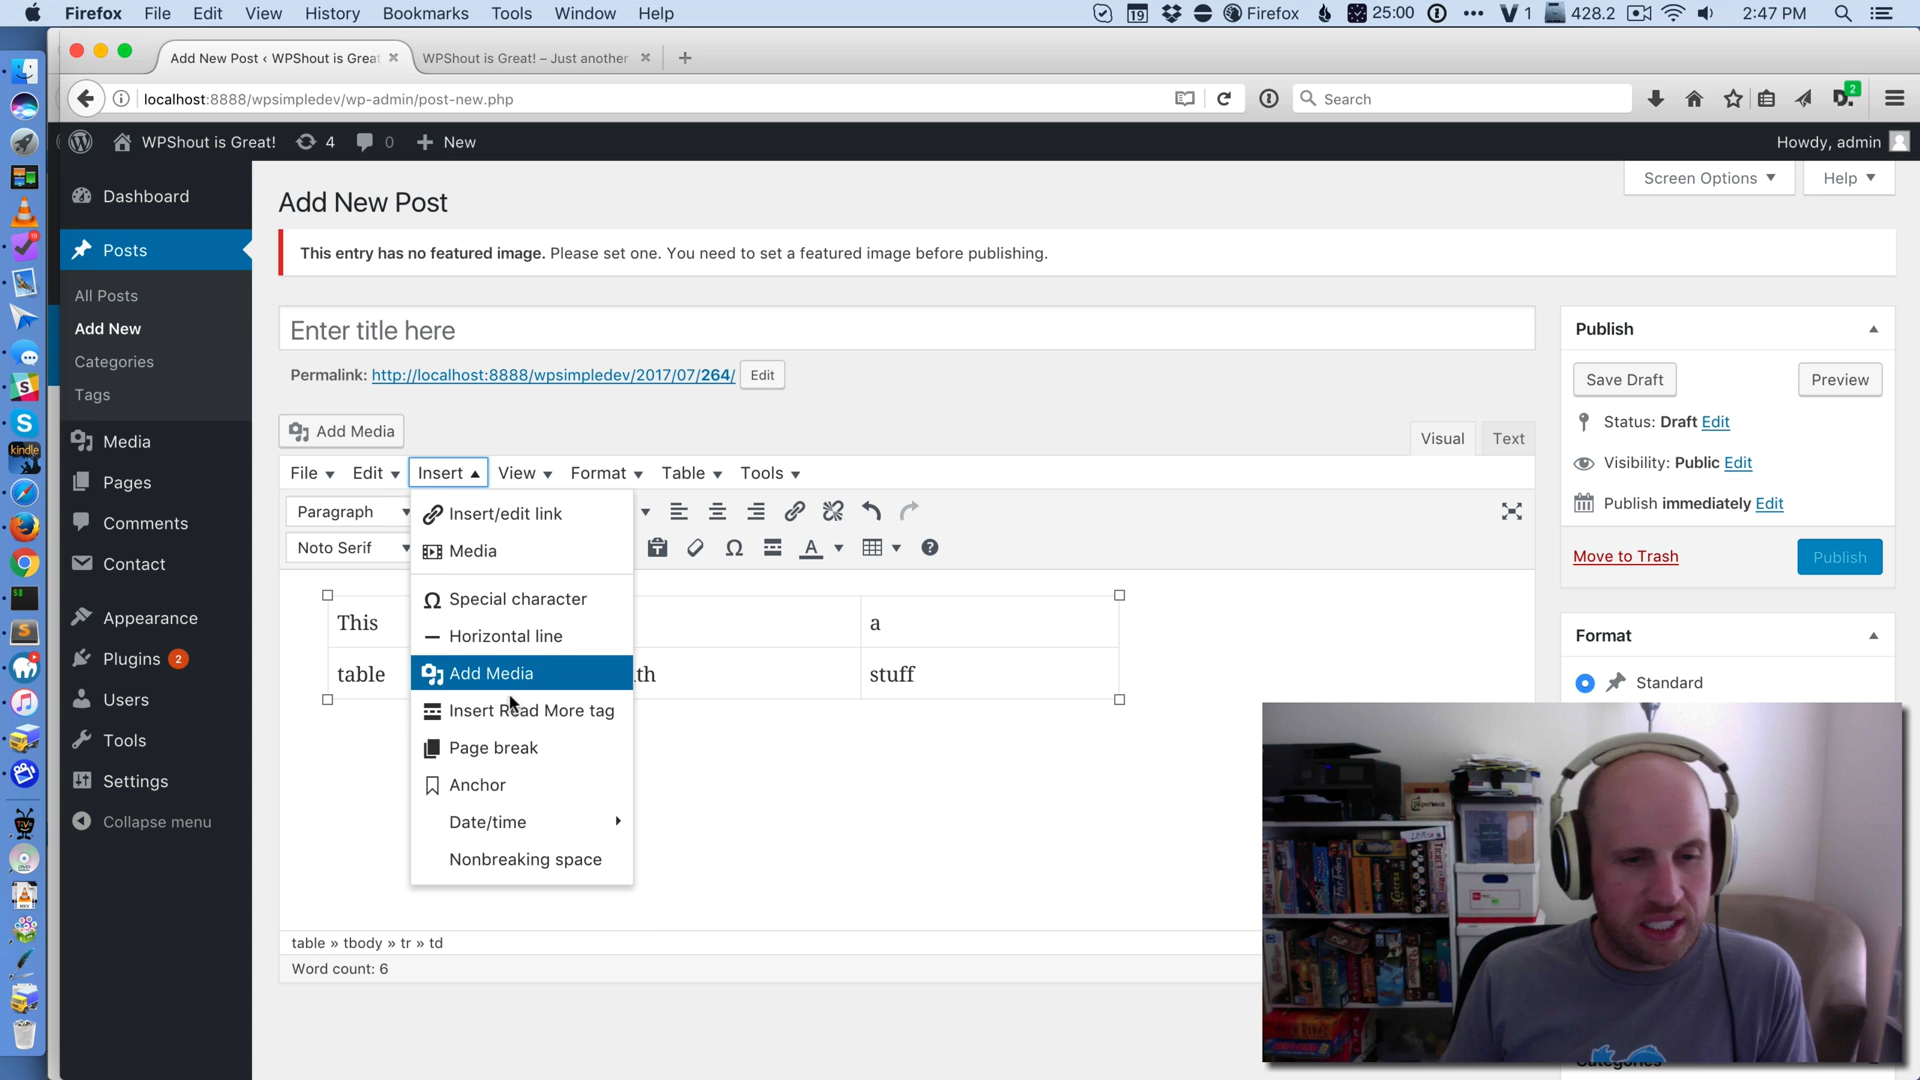 Firefox File Edit View History Bookmarks Tools Window Help 19 Firefox 25:00 V 1 428.2 2:47 PM
Add New Post ‹ WPShout is Great WPShout is Great! – Just another
localhost:8888/wpsimpledev/wp-admin/post-new.php Search 2
WPShout is Great! 4 0 New Howdy, admin
Screen Options Help
Add New Post
This entry has no featured image. Please set one. You need to set a featured image before publishing.
Dashboard
Posts
All Posts
Add New
Categories
Tags
Media
Pages
Comments
Contact
Appearance
Plugins 2
Users
Tools
Settings
Collapse menu
kindle
TiVo
Enter title here
Permalink: http://localhost:8888/wpsimpledev/2017/07/264/ Edit
Add Media
Visual Text
File Edit Insert View Format Table Tools
Paragraph
Noto Serif
Insert/edit link
Media
Special character
Horizontal line
Add Media
Insert Read More tag
Page break
Anchor
Date/time
Nonbreaking space
This a
table th stuff
table » tbody » tr » td
Word count: 6
Publish
Save Draft Preview
Status: Draft Edit
Visibility: Public Edit
Publish immediately Edit
Move to Trash Publish
Format
Standard
Categories